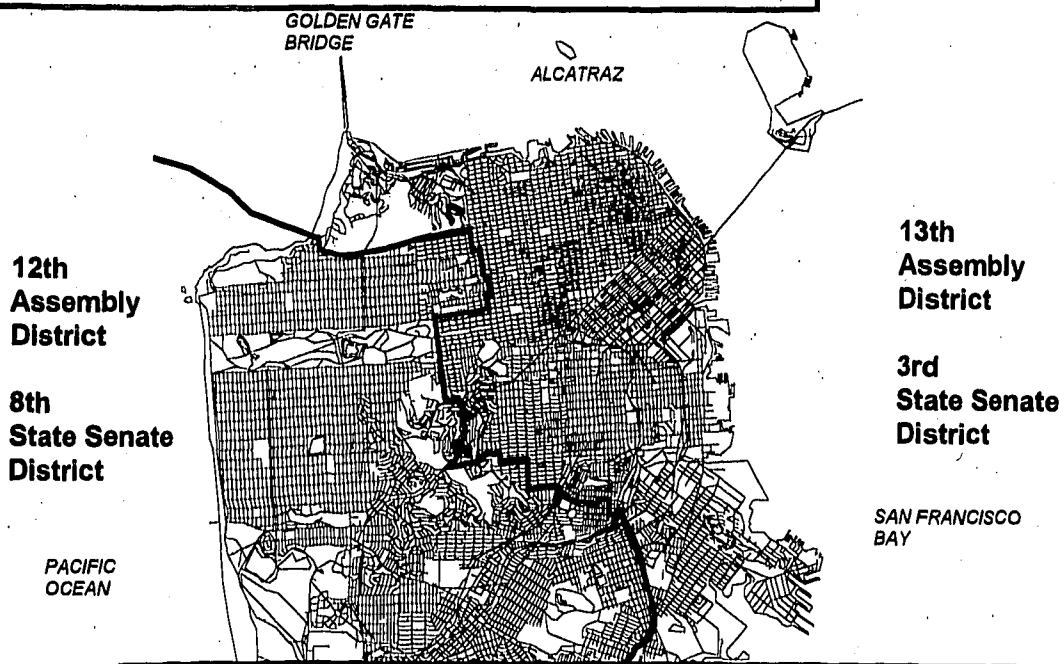 GOLDEN GATE
BRIDGE
ALCATRAZ
12th
Assembly
District
8th
State Senate
District
13th
Assembly
District
3rd
State Senate
District
SAN FRANCISCO
BAY
PACIFIC
OCEAN